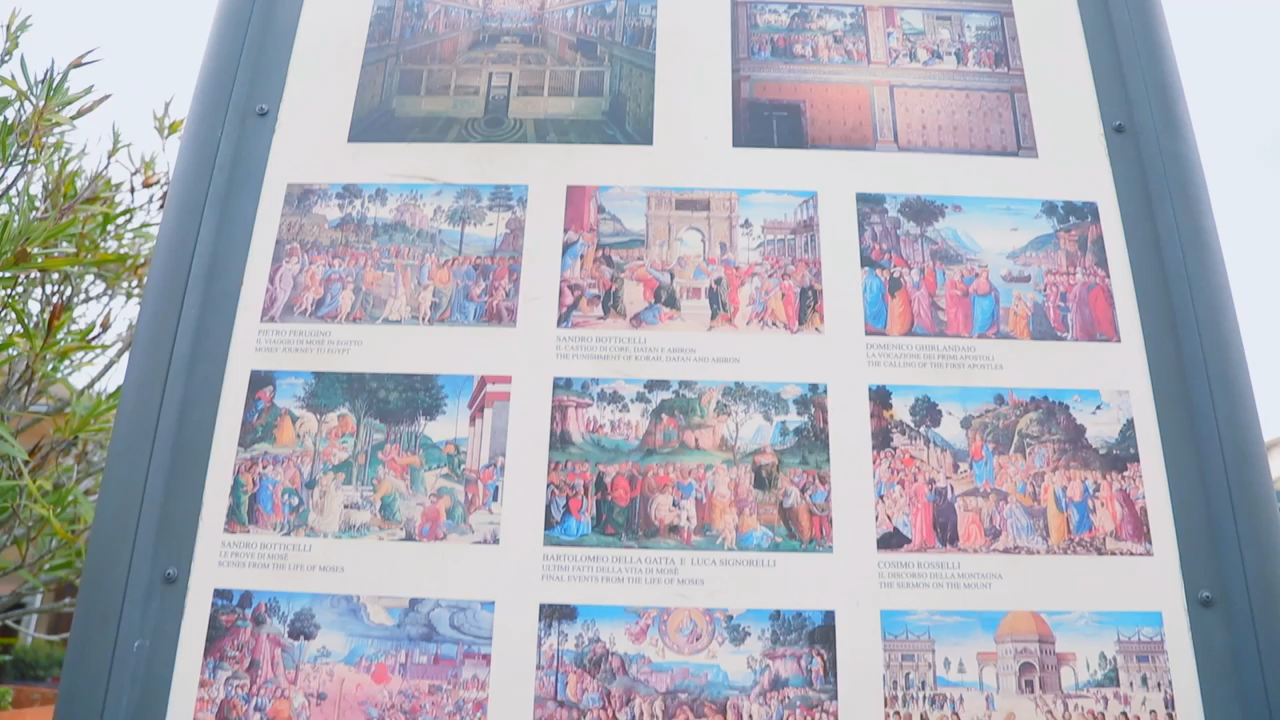 PIETRO PERUGINO
IL VIAGGIO DI MOSÈ IN EGITTO
MOSES' JOURNEY TO EGYPT
SANDRO BOTTICELLI
IL CASTIGO DI CORE, DATAN E ABIRON
THE PUNISHMENT OF KORAH, DATAN AND ABIRON
DOMENICO GHIRLANDAIO
LA VOCAZIONE DEI PRIMI APOSTOLI
THE CALLING OF THE FIRST APOSTLES
SANDRO BOTTICELLI
LE PROVE DI MOSÈ
SCENES FROM THE LIFE OF MOSES
BARTOLOMEO DELLA GATTA E LUCA SIGNORELLI
ULTIMI FATTI DELLA VITA DI MOSÈ
FINAL EVENTS FROM THE LIFE OF MOSES
COSIMO ROSSELLI
IL DISCORSO DELLA MONTAGNA
THE SERMON ON THE MOUNT